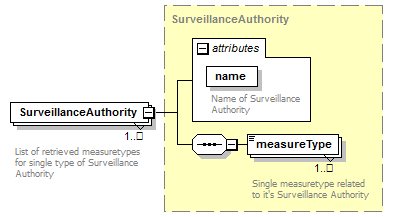 SurveillanceAuthority
attributes
name
Name of Surveillance
Authority
SurveillanceAuthority
1..
List of retrieved measuretypes
for single type of Surveillance
Authority
measureType
1..
Single measuretype related
to it's Surveillance Authority